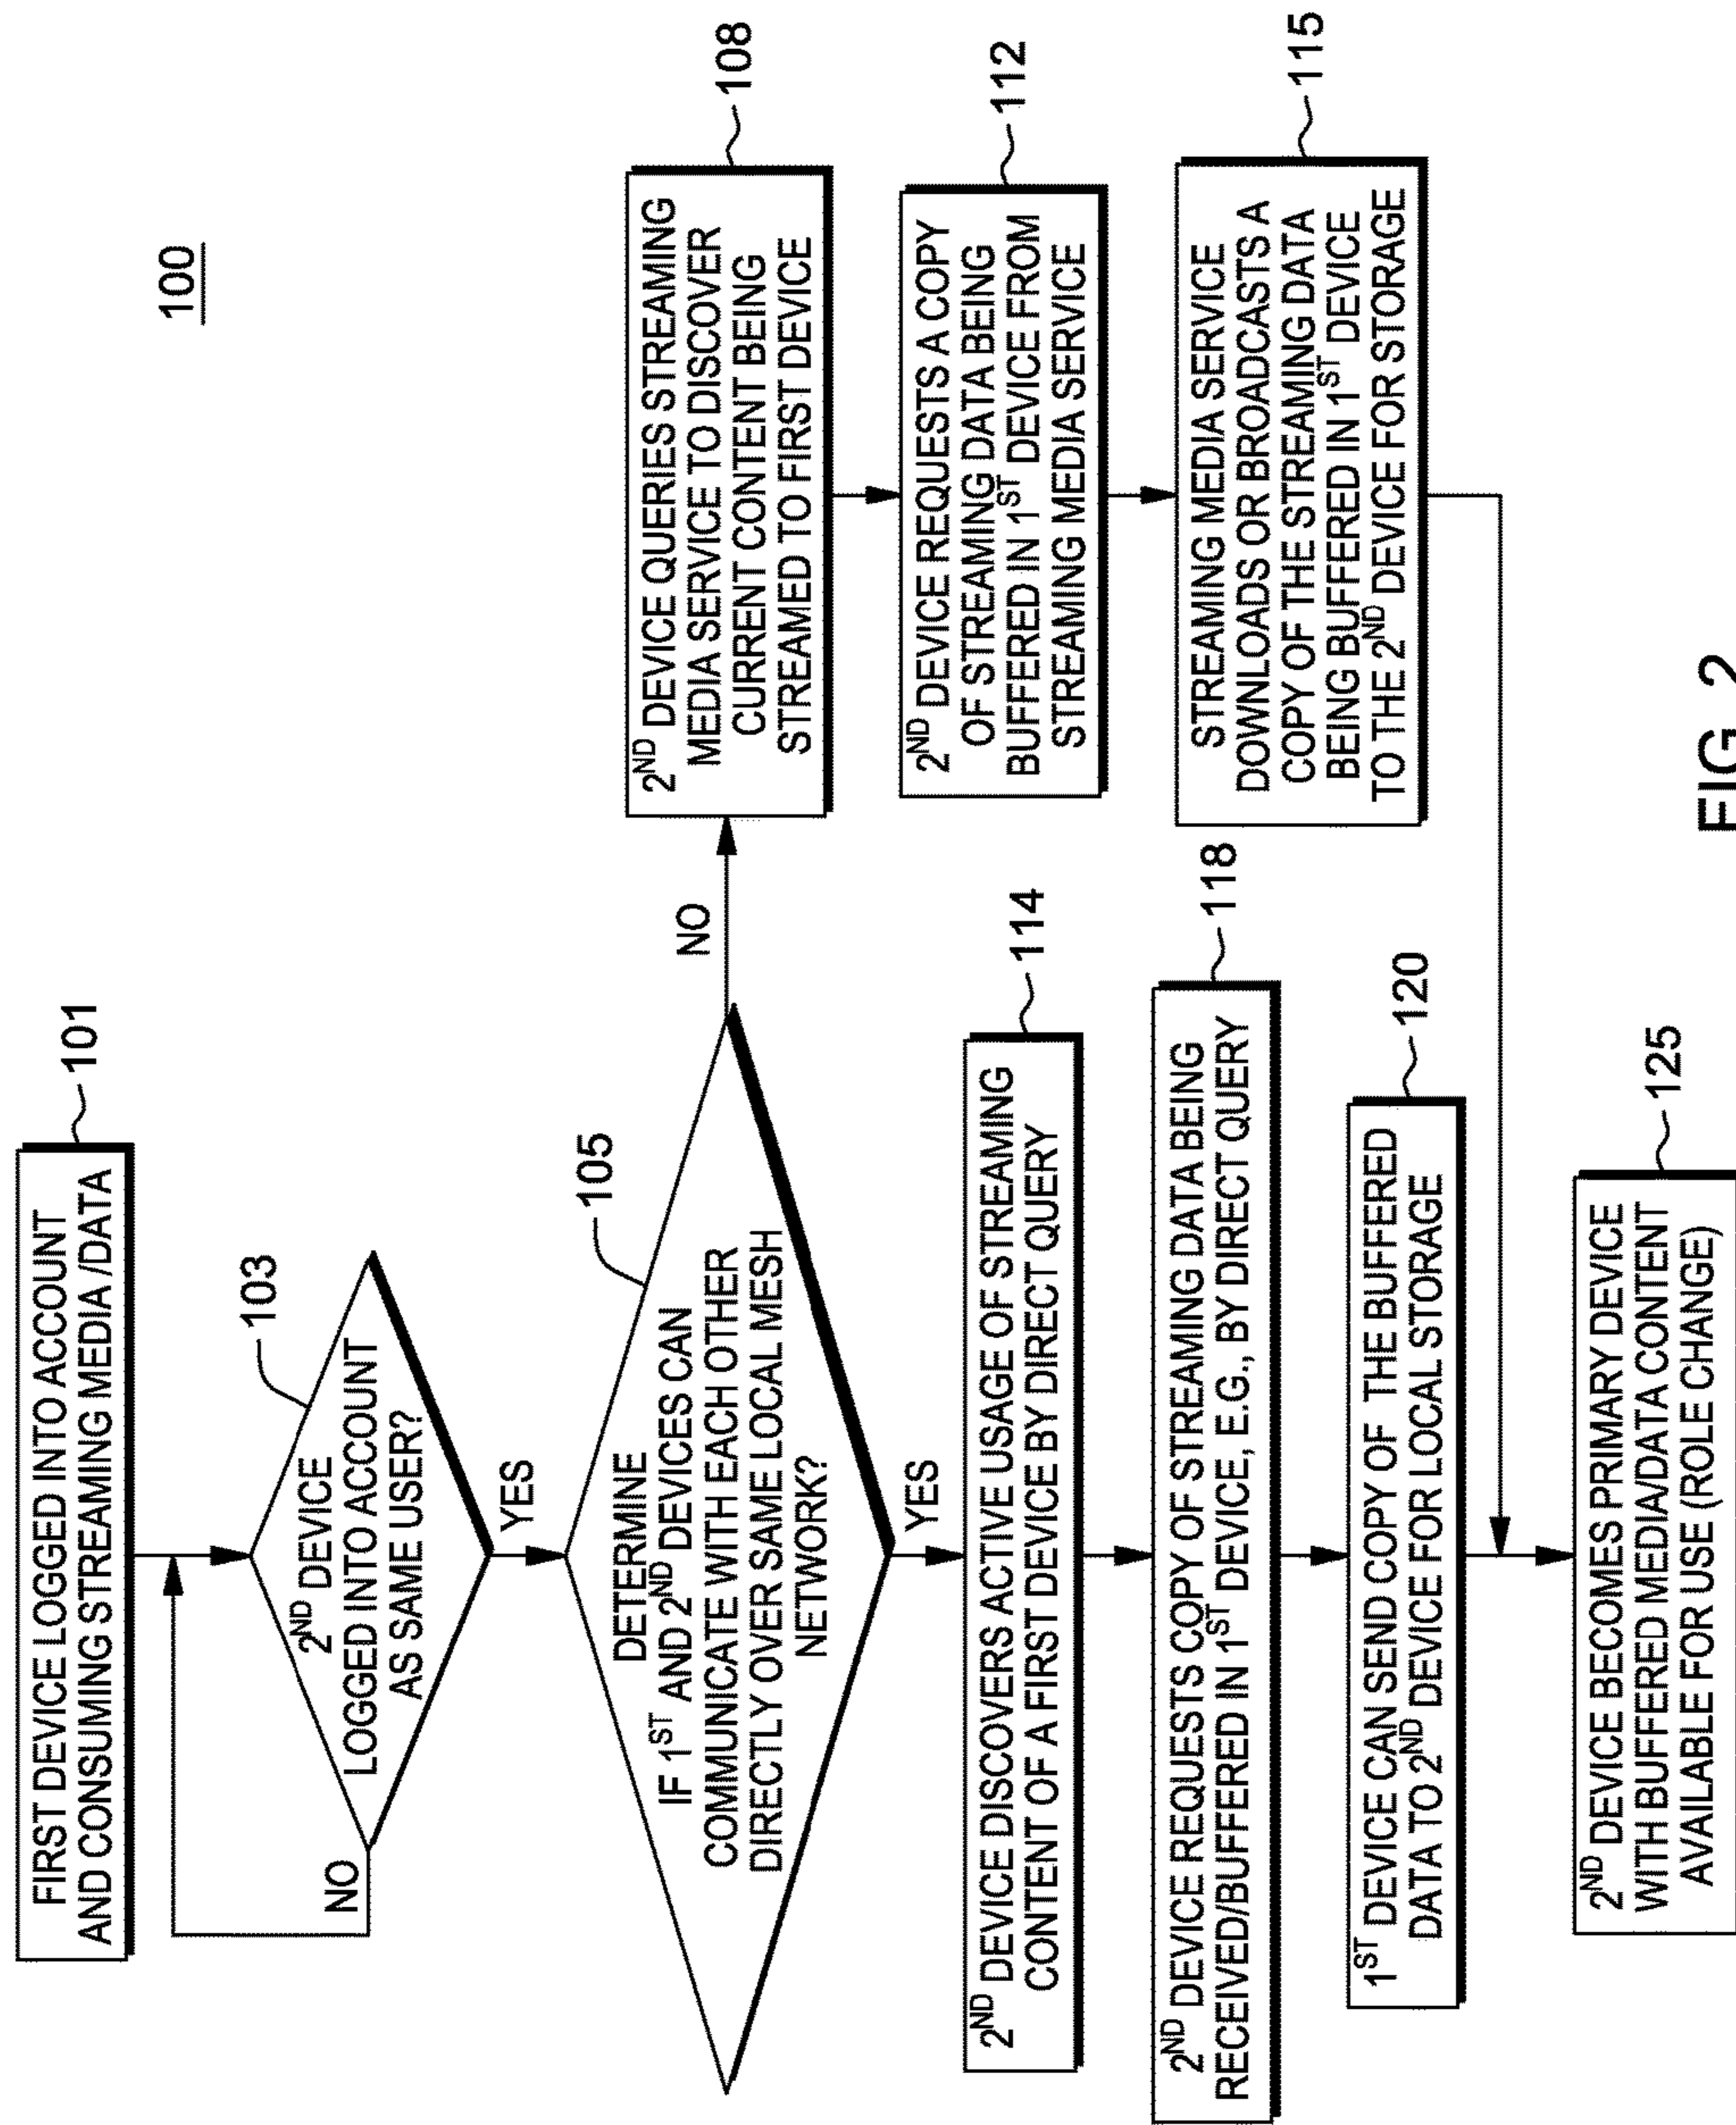 100
FIRST DEVICE LOGGED INTO ACCOUNT
AND CONSUMING STREAMING MEDIA /DATA
101
2ND DEVICE
LOGGED INTO ACCOUNT
AS SAME USER?
103
NO
YES
DETERMINE
IF 1ST AND 2ND DEVICES CAN
COMMUNICATE WITH EACH OTHER
DIRECTLY OVER SAME LOCAL MESH
NETWORK?
105
NO
YES
2ND DEVICE QUERIES STREAMING
MEDIA SERVICE TO DISCOVER
CURRENT CONTENT BEING
STREAMED TO FIRST DEVICE
108
2ND DEVICE REQUESTS A COPY
OF STREAMING DATA BEING
BUFFERED IN 1ST DEVICE FROM
STREAMING MEDIA SERVICE
112
STREAMING MEDIA SERVICE
DOWNLOADS OR BROADCASTS A
COPY OF THE STREAMING DATA
BEING BUFFERED IN 1ST DEVICE
TO THE 2ND DEVICE FOR STORAGE
115
2ND DEVICE DISCOVERS ACTIVE USAGE OF STREAMING
CONTENT OF A FIRST DEVICE BY DIRECT QUERY
114
2ND DEVICE REQUESTS COPY OF STREAMING DATA BEING
RECEIVED/BUFFERED IN 1ST DEVICE, E.G., BY DIRECT QUERY
118
1ST DEVICE CAN SEND COPY OF THE BUFFERED
DATA TO 2ND DEVICE FOR LOCAL STORAGE
120
2ND DEVICE BECOMES PRIMARY DEVICE
WITH BUFFERED MEDIA/DATA CONTENT
AVAILABLE FOR USE (ROLE CHANGE)
125
FIG. 2